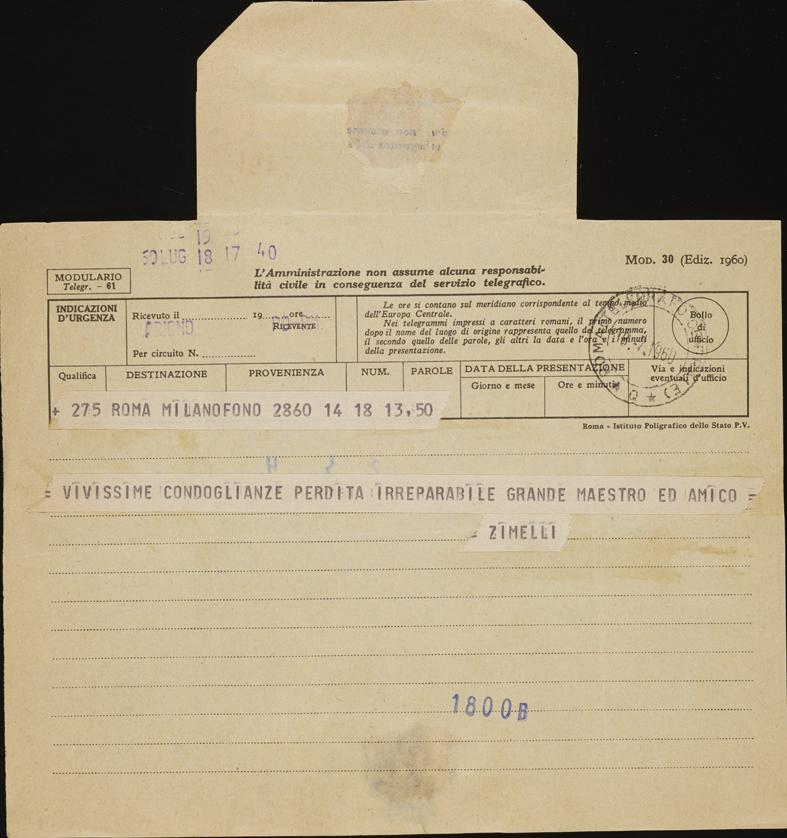 19
30 LUG 18 17 40
MOD. 30 (Ediz. 1960)
MODULARIO
Telegr. - 61
L'Amministrazione non assume alcuna responsabi-
lità civile in conseguenza del servizio telegrafico.
INDICAZIONI
D'URGENZA
Ricevuto il 19 ore
RICEVENTE
Per circuito N.
Le ore si contano sul meridiano corrispondente al tempo medio
dell'Europa Centrale.
Nei telegrammi impressi a caratteri romani, il primo numero
dopo il nome del luogo di origine rappresenta quello del telegramma,
il secondo quello delle parole, gli altri la data e l'ora e i minuti
della presentazione.
Bollo
di
ufficio
Qualifica
DESTINAZIONE
PROVENIENZA
NUM.
PAROLE
DATA DELLA PRESENTAZIONE
Giorno e mese
Ore e minuti
Via e indicazioni
eventuali d'ufficio
+ 275 ROMA MILANOFONO 2860 14 18 13,50
Roma - Istituto Poligrafico dello Stato P.V.
= VIVISSIME CONDOGLIANZE PERDITA IRREPARABILE GRANDE MAESTRO ED AMICO =
= ZIMELLI
1800B